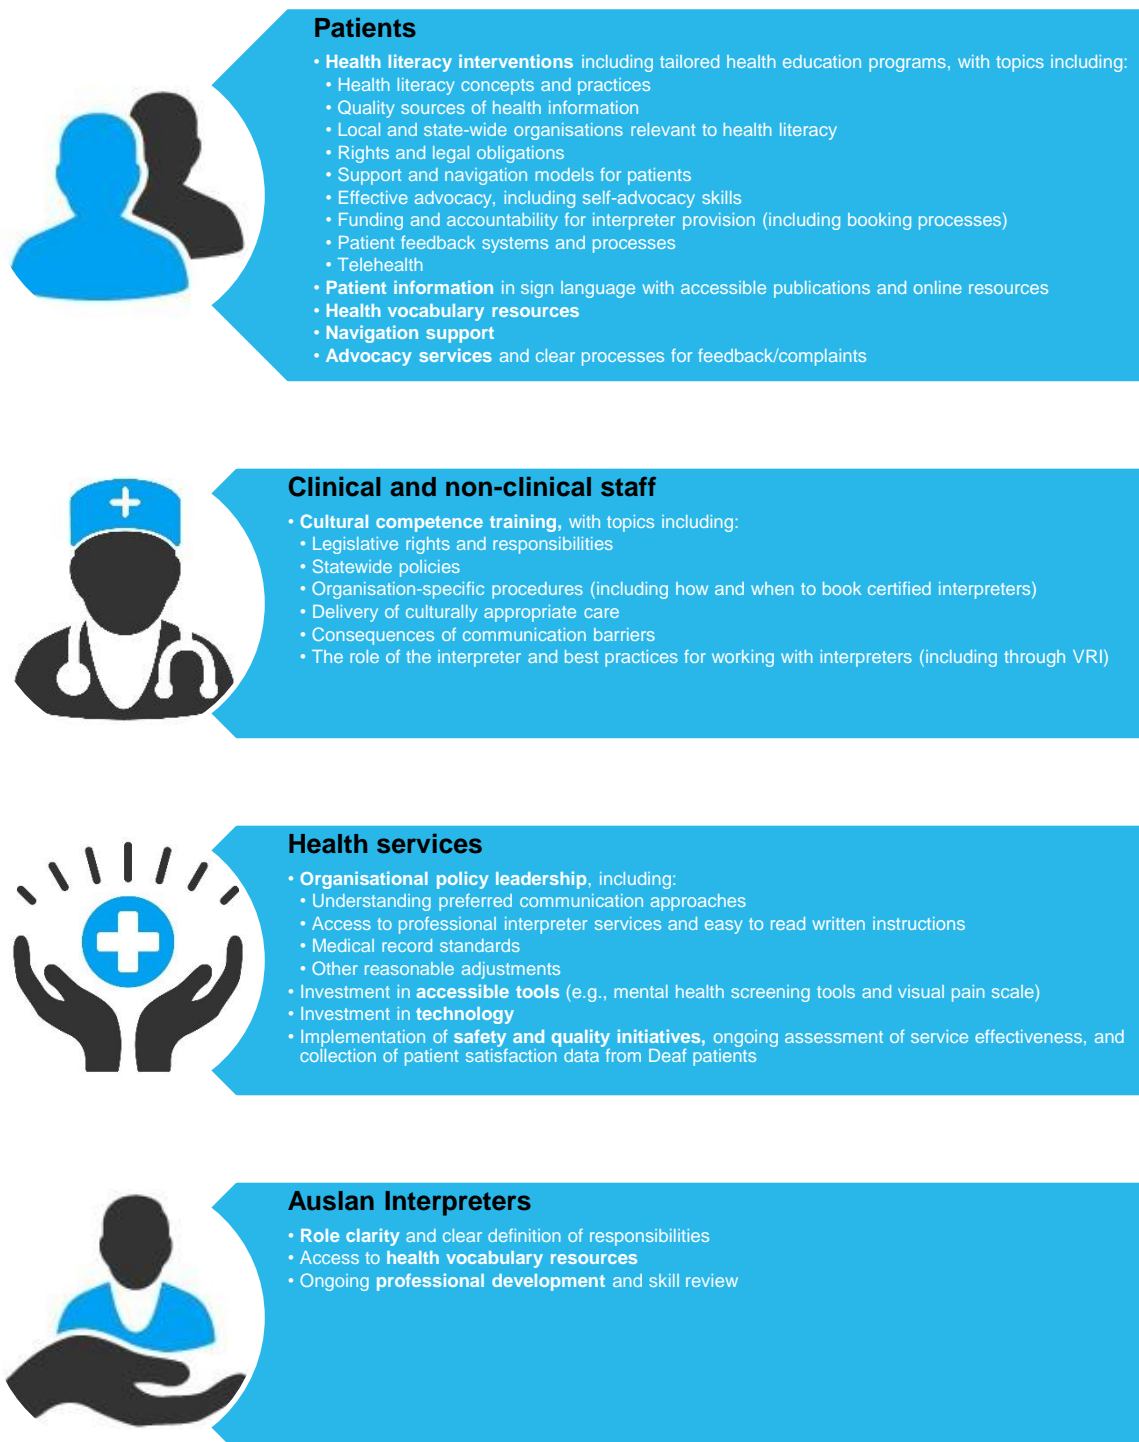 Patients
• Health literacy interventions including tailored health education programs, with topics including:
• Health literacy concepts and practices
• Quality sources of health information
• Local and state-wide organisations relevant to health literacy
• Rights and legal obligations
• Support and navigation models for patients
• Effective advocacy, including self-advocacy skills
• Funding and accountability for interpreter provision (including booking processes)
• Patient feedback systems and processes
• Telehealth
• Patient information in sign language with accessible publications and online resources
• Health vocabulary resources
• Navigation support
• Advocacy services and clear processes for feedback/complaints
Clinical and non-clinical staff
• Cultural competence training, with topics including:
• Legislative rights and responsibilities
• Statewide policies
• Organisation-specific procedures (including how and when to book certified interpreters)
• Delivery of culturally appropriate care
• Consequences of communication barriers
• The role of the interpreter and best practices for working with interpreters (including through VRI)
Health services
• Organisational policy leadership, including:
• Understanding preferred communication approaches
• Access to professional interpreter services and easy to read written instructions
• Medical record standards
• Other reasonable adjustments
• Investment in accessible tools (e.g., mental health screening tools and visual pain scale)
• Investment in technology
• Implementation of safety and quality initiatives, ongoing assessment of service effectiveness, and
collection of patient satisfaction data from Deaf patients
Auslan Interpreters
• Role clarity and clear definition of responsibilities
• Access to health vocabulary resources
• Ongoing professional development and skill review